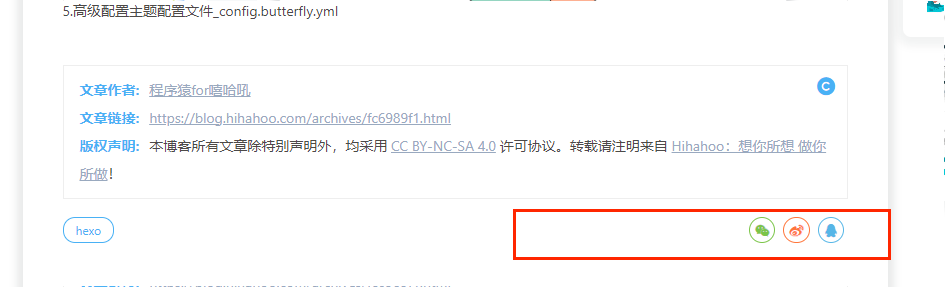 5.高级配置主题配置文件_config.butterfly.yml
文章作者: 程序猿for嘻哈吼
文章链接: https://blog.hihahoo.com/archives/fc6989f1.html
版权声明: 本博客所有文章除特别声明外，均采用 CC BY-NC-SA 4.0 许可协议。转载请注明来自 Hihahoo：想你所想 做你
所做！
hexo